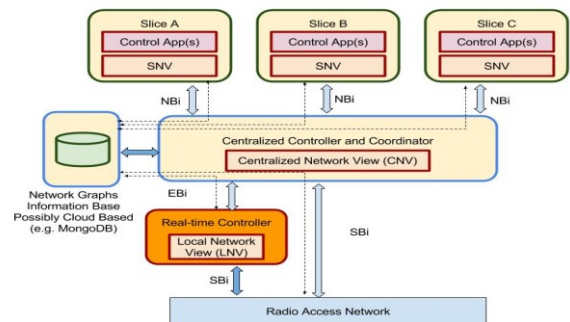 Slice A
Control App(s)
SNV
Slice B
Control App(s)
SNV
Slice C
Control App(s)
SNV
NBi
NBi
NBi
Centralized Controller and Coordinator
Centralized Network View (CNV)
Network Graphs
Information Base
Possibly Cloud Based
(e.g. MongoDB)
EBi
Real-time Controller
Local Network
View (LNV)
SBi
SBi
Radio Access Network